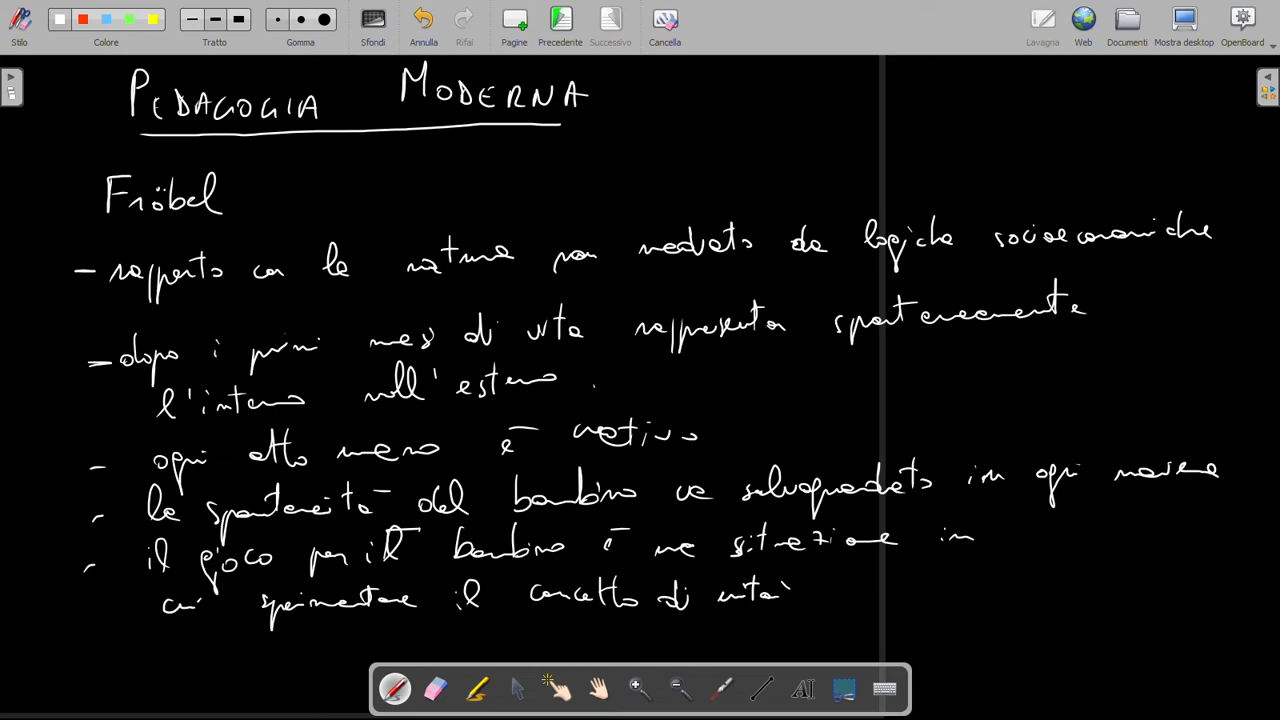 Stilo
Colore
Tratto
Gomma
Sfondi
Annulla
Rifai
Pagine
Precedente
Successivo
Cancella
Lavagna
Web
Documenti
Mostra desktop
OpenBoard
PEDAGOGIA MODERNA
Fröbel
- rapporto con la natura non mediato da logiche socioeconomiche
- dopo i primi mesi di vita rappresenta spontaneamente
l'interno nell'esterno.
- ogni atto umano è creativo
- la spontaneità del bambino va salvaguardata in ogni maniera
- il gioco per il bambino è una situazione in
cui sperimentare il concetto di unità